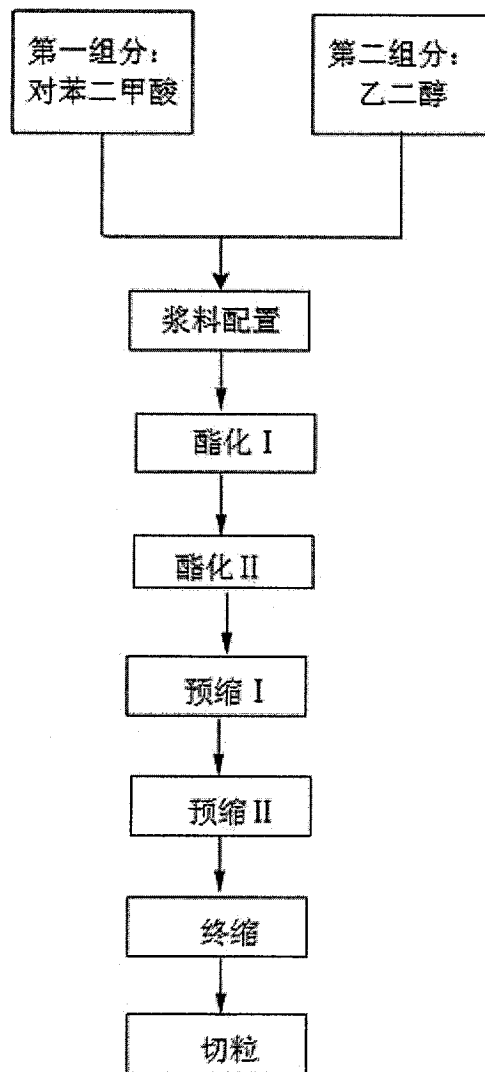 第一组分：
对苯二甲酸
第二组分：
乙二醇
浆料配置
酯化 I
酯化 II
预缩 I
预缩 II
终缩
切粒